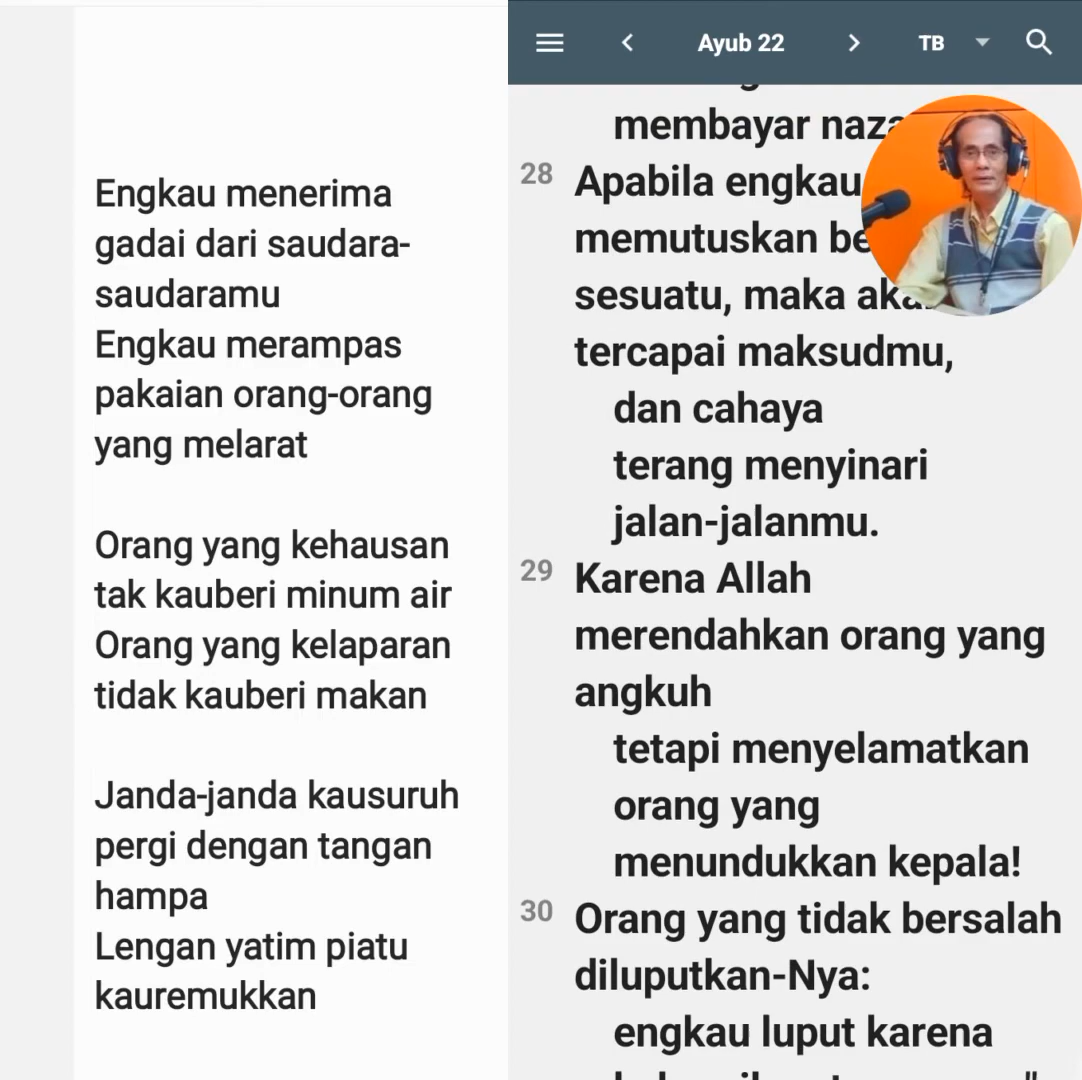 Engkau menerima
gadai dari saudara-
saudaramu
Engkau merampas
pakaian orang-orang
yang melarat
Orang yang kehausan
tak kauberi minum air
Orang yang kelaparan
tidak kauberi makan
Janda-janda kausuruh
pergi dengan tangan
hampa
Lengan yatim piatu
kauremukkan
Ayub 22 TB
membayar
28 Apabila engkau
memutuskan
sesuatu, maka
tercapai maksudmu,
dan cahaya
terang menyinari
jalan-jalanmu.
29 Karena Allah
merendahkan orang yang
angkuh
tetapi menyelamatkan
orang yang
menundukkan kepala!
30 Orang yang tidak bersalah
diluputkan-Nya:
engkau luput karena